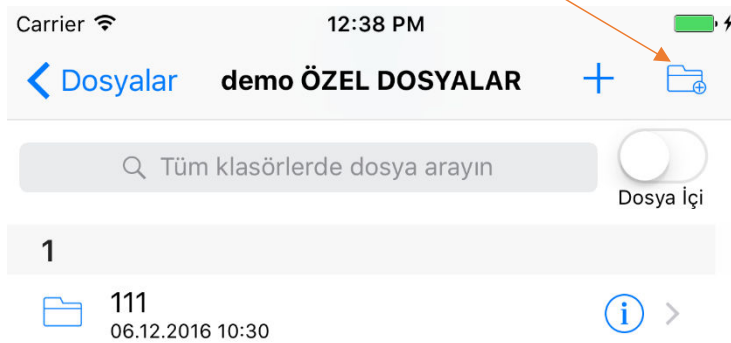 Carrier 12:38 PM
Dosyalar demo ÖZEL DOSYALAR
Tüm klasörlerde dosya arayın
Dosya İçi
1
111
06.12.2016 10:30